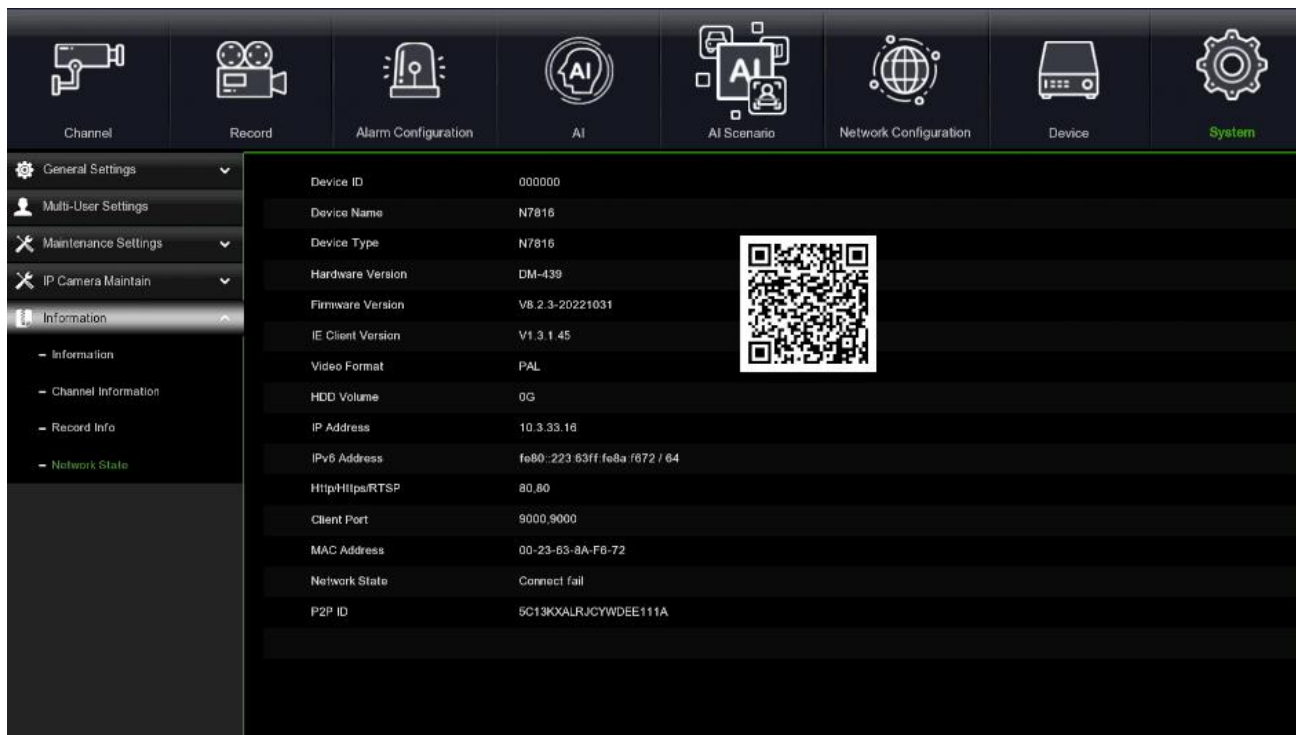 AI
AI
Channel Record Alarm Configuration AI AI Scenario Network Configuration Device System
General Settings
Multi-User Settings
Maintenance Settings
IP Camera Maintain
Information
– Information
– Channel Information
– Record Info
– Network State
Device ID 000000
Device Name N7816
Device Type N7816
Hardware Version DM-439
Firmware Version V8.2.3-20221031
IE Client Version V1.3.1.45
Video Format PAL
HDD Volume 0G
IP Address 10.3.33.16
IPv6 Address fe80::223:63ff:fe8a:f672 / 64
Http/Https/RTSP 80,80
Client Port 9000,9000
MAC Address 00-23-63-8A-F6-72
Network State Connect fail
P2P ID 5C13KXALRJCYWDEE111A